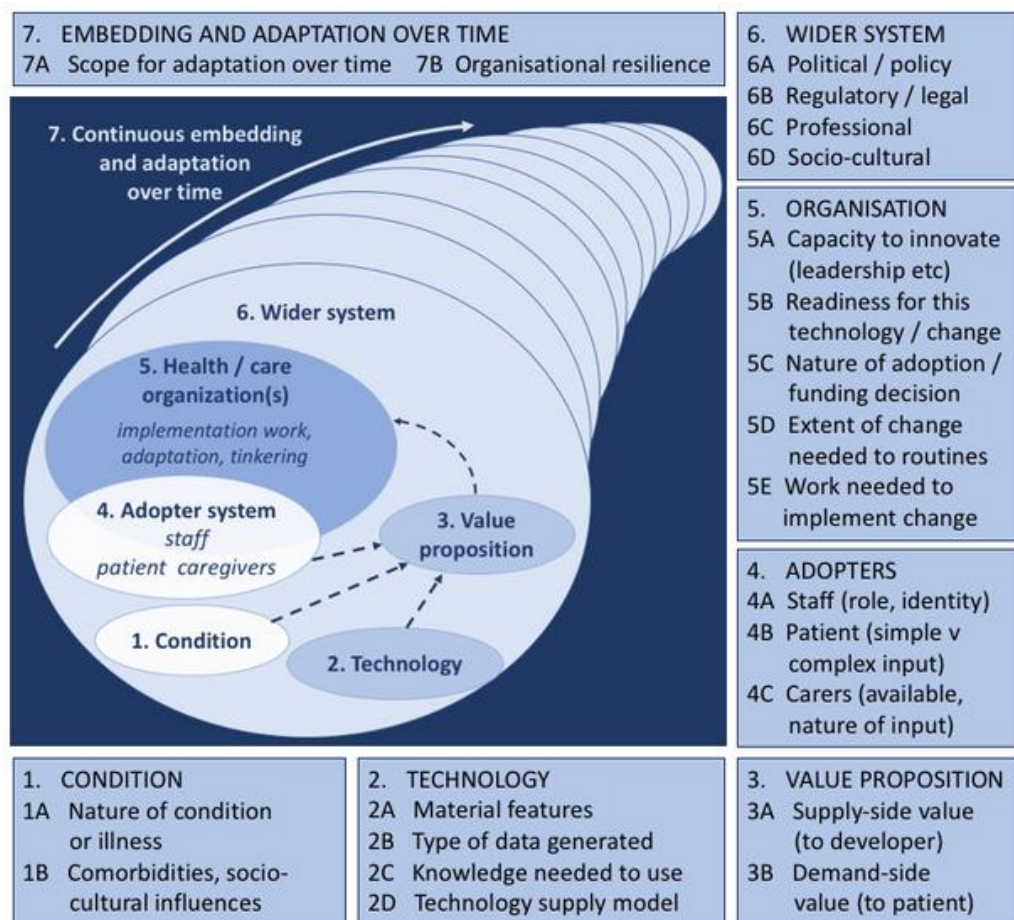 7. EMBEDDING AND ADAPTATION OVER TIME
7A Scope for adaptation over time 7B Organisational resilience
7. Continuous embedding
and adaptation
over time
6. Wider system
5. Health / care
organization(s)
implementation work,
adaptation, tinkering
4. Adopter system
staff
patient caregivers
3. Value
proposition
1. Condition
2. Technology
6. WIDER SYSTEM
6A Political / policy
6B Regulatory / legal
6C Professional
6D Socio-cultural
5. ORGANISATION
5A Capacity to innovate
(leadership etc)
5B Readiness for this
technology / change
5C Nature of adoption /
funding decision
5D Extent of change
needed to routines
5E Work needed to
implement change
4. ADOPTERS
4A Staff (role, identity)
4B Patient (simple v
complex input)
4C Carers (available,
nature of input)
1. CONDITION
1A Nature of condition
or illness
1B Comorbidities, socio-
cultural influences
2. TECHNOLOGY
2A Material features
2B Type of data generated
2C Knowledge needed to use
2D Technology supply model
3. VALUE PROPOSITION
3A Supply-side value
(to developer)
3B Demand-side
value (to patient)